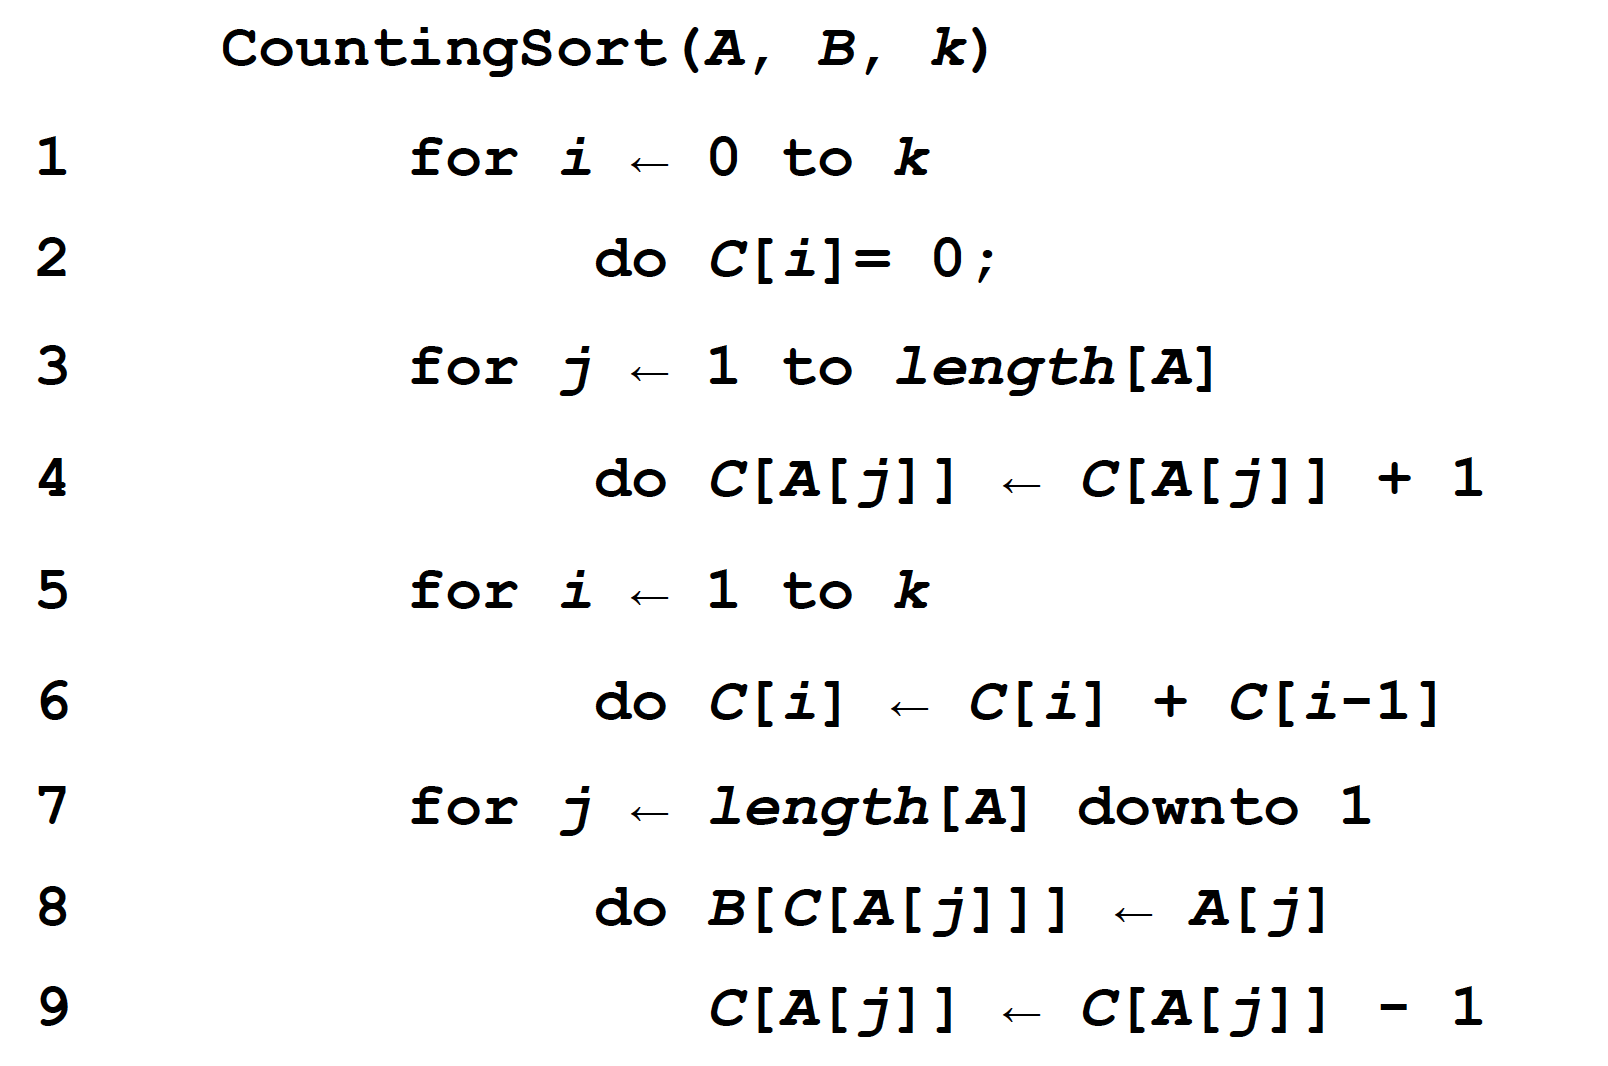 CountingSort(A, B, k)
1 for i ← 0 to k
2 do C[i]= 0;
3 for j ← 1 to length[A]
4 do C[A[j]] ← C[A[j]] + 1
5 for i ← 1 to k
6 do C[i] ← C[i] + C[i-1]
7 for j ← length[A] downto 1
8 do B[C[A[j]]] ← A[j]
9 C[A[j]] ← C[A[j]] - 1